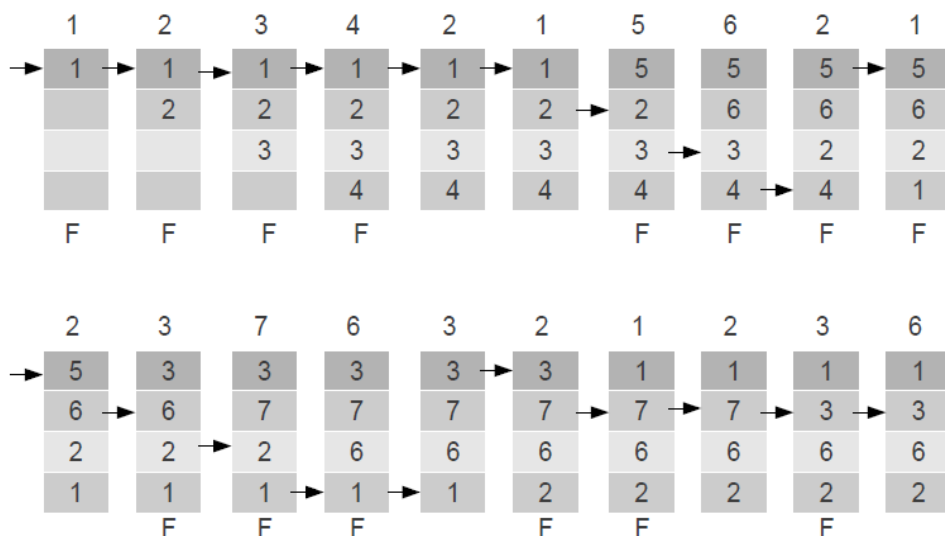 1 2 3 4 2 1 5 6 2 1
1 1 1 1 1 1 5 5 5 5
2 2 2 2 2 2 6 6 6
3 3 3 3 3 3 2 2
4 4 4 4 4 4 1
F F F F F F F F
2 3 7 6 3 2 1 2 3 6
5 3 3 3 3 3 1 1 1 1
6 6 7 7 7 7 7 7 3 3
2 2 2 6 6 6 6 6 6 6
1 1 1 1 1 2 2 2 2 2
F F F F F F